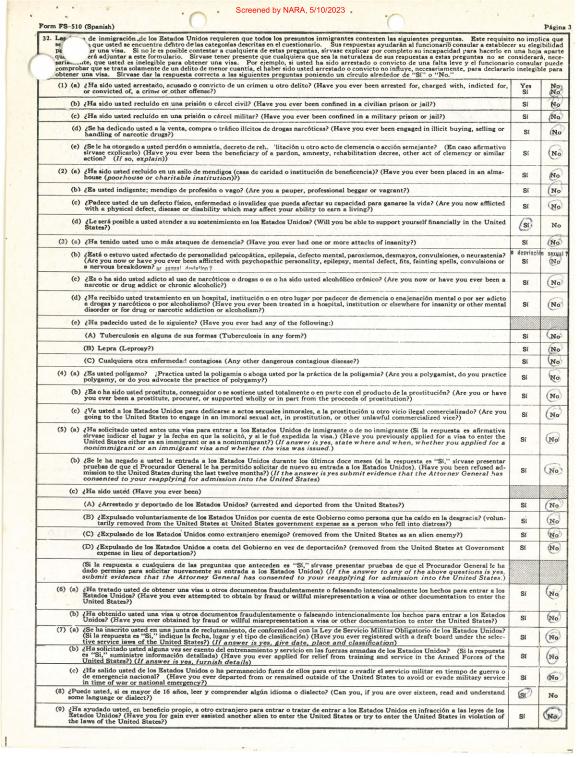 Screened by NARA, 5/10/2023
Form FS-510 (Spanish) Página 3
32. de inmigración de los Estados Unidos requieren que todos los presuntos inmigrantes contesten las siguientes preguntas. Este requisito no implica que
que usted se encuentra dentro de las categorías descritas en el cuestionario. Sus respuestas ayudarán al funcionario consular a establecer su elegibilidad
para obtener una visa. Si no le es posible contestar a cualquiera de estas preguntas, sírvase explicar por completo su incapacidad para hacerlo en una hoja aparte
que será adjuntar a este formulario. Sírvase tener presente que cualquiera que sea la naturaleza de sus respuestas a estas preguntas no se considerará, nece-
que usted es inelegible para obtener una visa. Por ejemplo, si usted ha sido arrestado o convicto de una falta leve y el funcionario consular puede
comprobar que se trata solamente de un delito de menor cuantía, el haber sido usted arrestado o convicto no influye, necesariamente, para declararlo inelegible para
obtener una visa. Sírvase dar la respuesta correcta a las siguientes preguntas poniendo un círculo alrededor de "Sí" o "No."
(1) (a) ¿Ha sido usted arrestado, acusado o convicto de un crimen u otro delito? (Have you ever been arrested for, charged with, indicted for, Yes No
or convicted of, a crime or other offense?) Sí No
(b) ¿Ha sido usted recluído en una prisión o cárcel civil? (Have you ever been confined in a civilian prison or jail?) Sí No
(c) ¿Ha sido usted recluído en una prisión o cárcel militar? (Have you ever been confined in a military prison or jail?) Sí No
(d) ¿Se ha dedicado usted a la venta, compra o tráfico ilícitos de drogas narcóticas? (Have you ever been engaged in illicit buying, selling or
handling of narcotic drugs?) Sí No
(e) ¿Se le ha otorgado a usted perdón o amnistía, decreto de litación u otro acto de clemencia o acción semejante? (En caso afirmativo
sírvase explicarlo) (Have you ever been the beneficiary of a pardon, amnesty, rehabilitation decree, other act of clemency or similar
action? (If so, explain)) Sí No
(2) (a) ¿Ha sido usted recluído en un asilo de mendigos (casa de caridad o institución de beneficencia)? (Have you ever been placed in an alms-
house (poorhouse or charitable institution)?) Sí No
(b) ¿Es usted indigente; mendigo de profesión o vago? (Are you a pauper, professional beggar or vagrant?) Sí No
(c) ¿Padece usted de un defecto físico, enfermedad o invalidez que pueda afectar su capacidad para ganarse la vida? (Are you now afflicted
with a physical defect, disease or disability which may affect your ability to earn a living?) Sí No
(d) ¿Le será posible a usted atender a su sostenimiento en los Estados Unidos? (Will you be able to support yourself financially in the United
States?) Sí No
(3) (a) ¿Ha tenido usted uno o más ataques de demencia? (Have you ever had one or more attacks of insanity?) Sí No
(b) ¿Está o estuvo usted afectado de personalidad psicopática, epilepsia, defecto mental, paroxismos, desmayos, convulsiones, o neurastenia? o desviación sexual?
(Are you now or have you ever been afflicted with psychopathic personality, epilepsy, mental defect, fits, fainting spells, convulsions or Sí No
a nervous breakdown? or sexual deviation?
(c) ¿Es o ha sido usted adicto al uso de narcóticos o drogas o es o ha sido usted alcohólico crónico? (Are you now or have you ever been a
narcotic or drug addict or chronic alcoholic?) Sí No
(d) ¿Ha recibido usted tratamiento en un hospital, institución o en otro lugar por padecer de demencia o enajenación mental o por ser adicto
a drogas y narcóticos o por alcoholismo? (Have you ever been treated in a hospital, institution or elsewhere for insanity or other mental
disorder or for drug or narcotic addiction or alcoholism?) Sí No
(e) ¿Ha padecido usted de lo siguiente? (Have you ever had any of the following:)
(A) Tuberculosis en alguna de sus formas (Tuberculosis in any form?) Sí No
(B) Lepra (Leprosy?) Sí No
(C) Cualquiera otra enfermedad contagiosa (Any other dangerous contagious disease?) Sí No
(4) (a) ¿Es usted polígamo? ¿Practica usted la poligamia o aboga usted por la práctica de la poligamia? (Are you a polygamist, do you practice
polygamy, or do you advocate the practice of polygamy?) Sí No
(b) ¿Es o ha sido usted prostituta, conseguidor o se sostiene usted totalmente o en parte con el producto de la prostitución? (Are you or have
you ever been a prostitute, procurer, or supported wholly or in part from the proceeds of prostitution?) Sí No
(c) ¿Va usted a los Estados Unidos para dedicarse a actos sexuales inmorales, a la prostitución u otro vicio ilegal comercializado? (Are you
going to the United States to engage in an immoral sexual act, in prostitution, or other unlawful commercialized vice?) Sí No
(5) (a) ¿Ha solicitado usted antes una visa para entrar a los Estados Unidos de inmigrante o de no inmigrante (Si la respuesta es afirmativa
sírvase indicar el lugar y la fecha en que la solicitó, y si le fué expedida la visa.) (Have you previously applied for a visa to enter the
United States either as an immigrant or as a nonimmigrant?) (If answer is yes, state where and when, whether you applied for a
nonimmigrant or an immigrant visa and whether the visa was issued.) Sí No
(b) ¿Se le ha negado a usted la entrada a los Estados Unidos durante los últimos doce meses (si la respuesta es "Sí," sírvase presentar
pruebas de que el Procurador General le ha permitido solicitar de nuevo su entrada a los Estados Unidos). (Have you been refused ad-
mission to the United States during the last twelve months?) (If the answer is yes submit evidence that the Attorney General has
consented to your reapplying for admission into the United States) Sí No
(c) ¿Ha sido usted (Have you ever been)
(A) ¿Arrestado y deportado de los Estados Unidos? (arrested and deported from the United States?) Sí No
(B) ¿Expulsado voluntariamente de los Estados Unidos por cuenta de este Gobierno como persona que ha caído en la desgracia? (volun-
tarily removed from the United States at United States government expense as a person who fell into distress?) Sí No
(C) ¿Expulsado de los Estados Unidos como extranjero enemigo? (removed from the United States as an alien enemy?) Sí No
(D) ¿Expulsado de los Estados Unidos a costa del Gobierno en vez de deportación? (removed from the United States at Government
expense in lieu of deportation?) Sí No
(Si la respuesta a cualquiera de las preguntas que anteceden es "Sí," sírvase presentar pruebas de que el Procurador General le ha
dado permiso para solicitar nuevamente su entrada a los Estados Unidos) (If the answer to any of the above questions is yes,
submit evidence that the Attorney General has consented to your reapplying for admission into the United States.)
(6) (a) ¿Ha tratado usted de obtener una visa u otros documentos fraudulentamente o falseando intencionalmente los hechos para entrar a los
Estados Unidos? (Have you ever attempted to obtain by fraud or willful misrepresentation a visa or other documentation to enter the
United States?) Sí No
(b) ¿Ha obtenido usted una visa u otros documentos fraudulentamente o falseando intencionalmente los hechos para entrar a los Estados
Unidos? (Have you ever obtained by fraud or willful misrepresentation a visa or other documentation to enter the United States?) Sí No
(7) (a) ¿Se ha inscrito usted en una junta de reclutamiento, de conformidad con la Ley de Servicio Militar Obligatorio de los Estados Unidos?
(Si la respuesta es "Sí," indique la fecha, lugar y el tipo de clasificación) (Have you ever registered with a draft board under the selec-
tive service laws of the United States?) (If answer is yes, give date, place and classification) Sí No
(b) ¿Ha solicitado usted alguna vez ser exento del entrenamiento y servicio en las fuerzas armadas de los Estados Unidos? (Si la respuesta
es "Sí," suministre información detallada) (Have you ever applied for relief from training and service in the Armed Forces of the
United States?) (If answer is yes, furnish details) Sí No
(c) ¿Ha salido usted de los Estados Unidos o ha permanecido fuera de ellos para evitar o evadir el servicio militar en tiempo de guerra o
de emergencia nacional? (Have you ever departed from or remained outside of the United States to avoid or evade military service
in time of war or national emergency?) Sí No
(8) ¿Puede usted, si es mayor de 16 años, leer y comprender algún idioma o dialecto? (Can you, if you are over sixteen, read and understand
some language or dialect?) Sí No
(9) ¿Ha ayudado usted, en beneficio propio, a otro extranjero para entrar o tratar de entrar a los Estados Unidos en infracción a las leyes de los
Estados Unidos? (Have you for gain ever assisted another alien to enter the United States or try to enter the United States in violation of
the laws of the United States?) Sí No